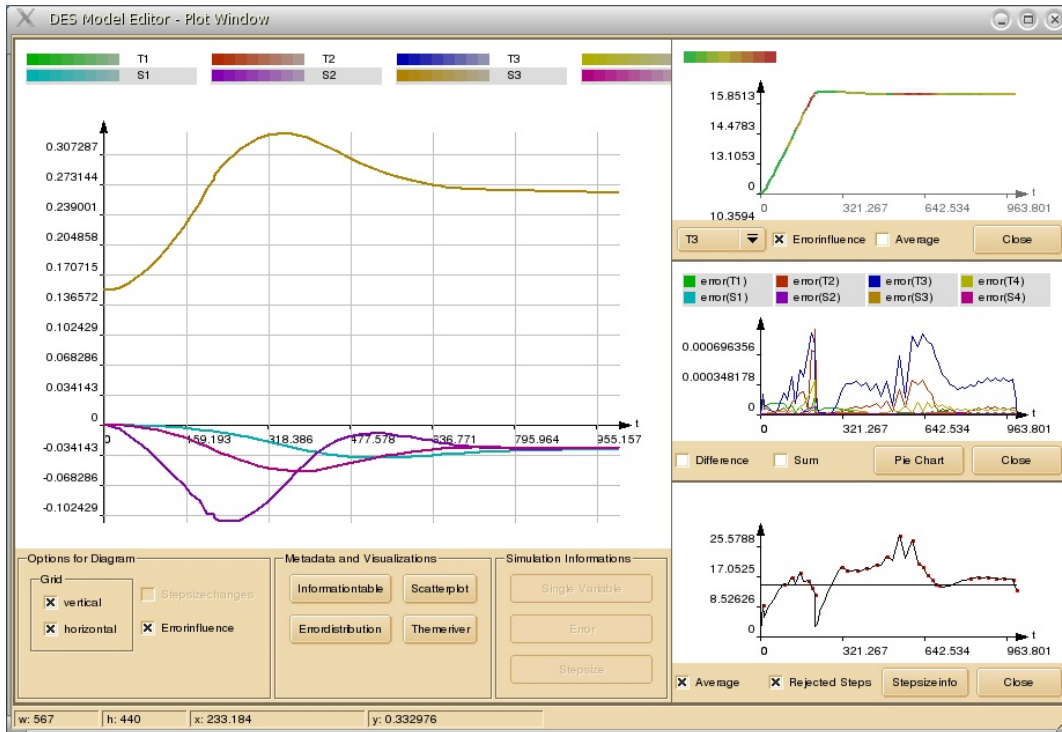 DES Model Editor - Plot Window
T1 T2 T3
S1 S2 S3
0.307287
0.273144
0.239001
0.204858
0.170715
0.136572
0.102429
0.068286
0.034143
0
-0.034143
-0.068286
-0.102429
t
0 159.193 318.386 477.578 636.771 795.964 955.157
15.8513
14.4783
13.1053
0
10.3594
t
0 321.267 642.534 963.801
T3 Errorinfluence Average Close
error(T1) error(T2) error(T3) error(T4)
error(S1) error(S2) error(S3) error(S4)
0.000696356
0.000348178
0
t
0 321.267 642.534 963.801
Difference Sum Pie Chart Close
25.5788
17.0525
8.52626
0
t
0 321.267 642.534 963.801
Average Rejected Steps Stepsizeinfo Close
Options for Diagram
Grid
vertical
horizontal
Stepsizechanges
Errorinfluence
Metadata and Visualizations
Informationtable Scatterplot
Errordistribution Themeriver
Simulation Informations
Single Variable
Error
Stepsize
w: 567 h: 440 x: 233.184 y: 0.332976